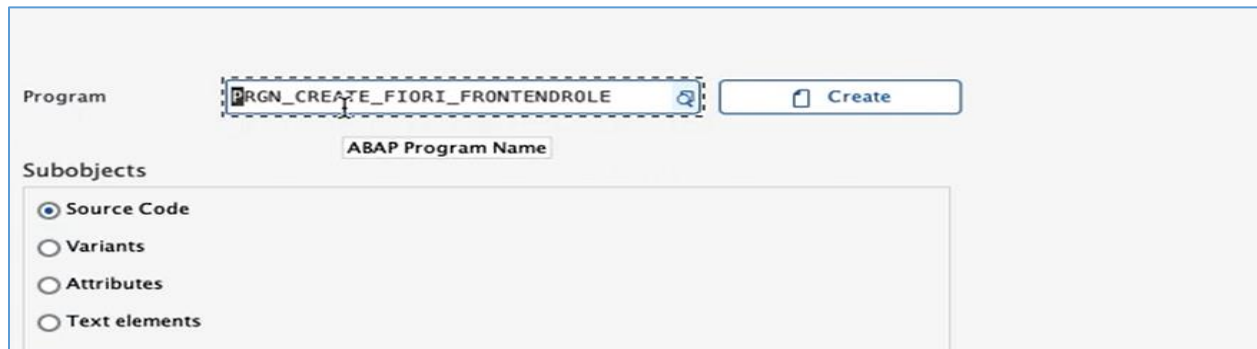 Program PRGN_CREATE_FIORI_FRONTENDROLE Create
ABAP Program Name
Subobjects
Source Code
Variants
Attributes
Text elements